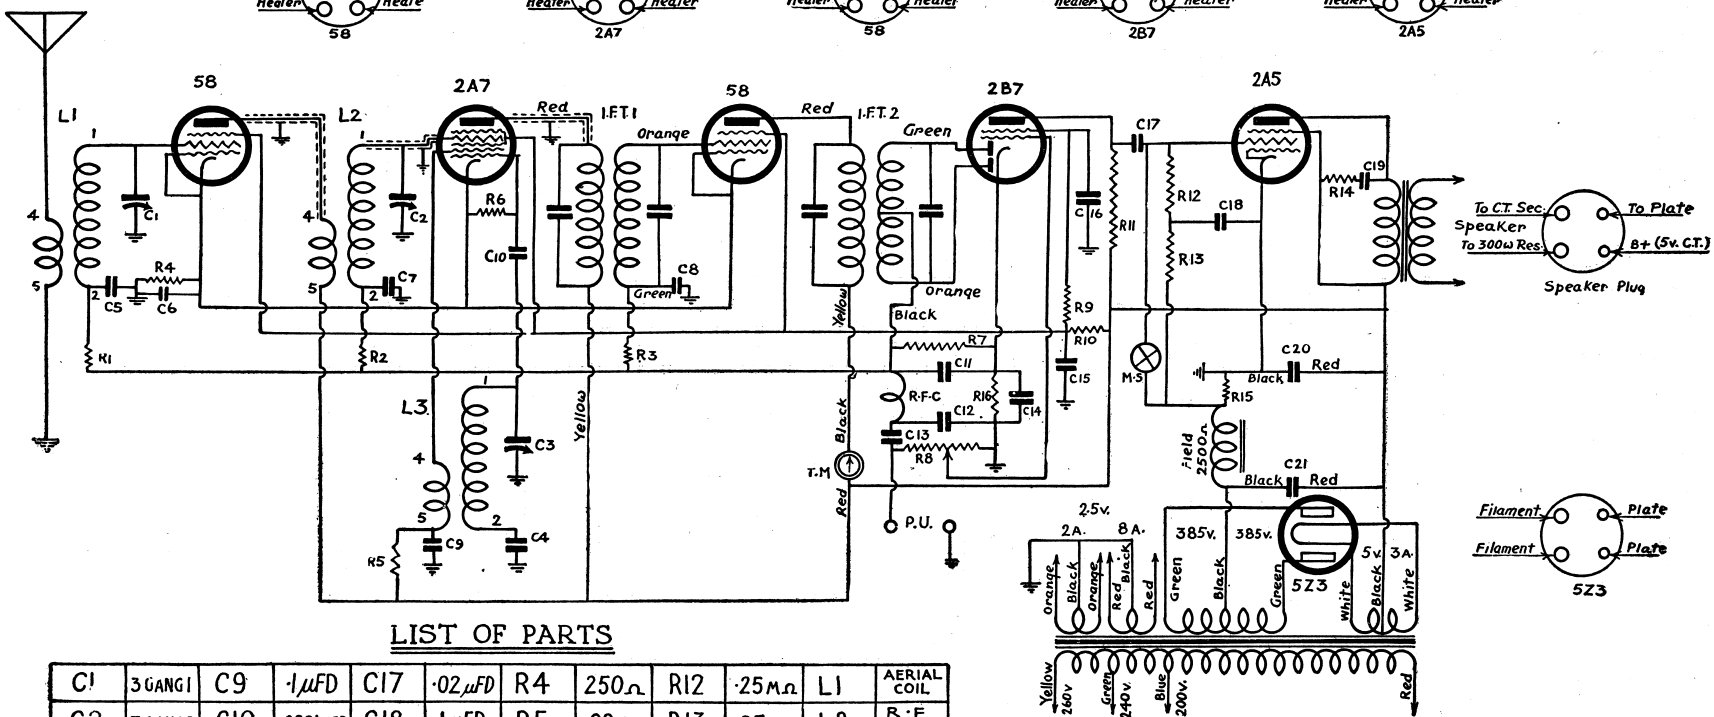 Heater Heate Heater Heater Heater Heater Heater Heater Heater Heater
58 2A7 58 2B7 2A5
58 2A7 58 2B7 2A5
L1 L2 I.F.T.1 I.F.T.2
Red Orange Red Green
1 1 C1 C2 R6 C10 C16 C17 R11 R12 C18 R13 R14 C19
4 4
5 5
2 2
C5 R4 C6 C7 C8 Green Yellow Orange Black
To C.T. Sec. To Plate
Speaker
To 300ω Res. B+ (5v. C.T.)
Speaker Plug
R1 R2 R3 R7 R9 R10
C11 C15 M·S C20 Black Red
R15
L3 1 Yellow Black R·F·C R16 C14
C12
C3 C13 R8 Field 2500Ω
4 T.M C21 Black Red
5 2 Red
R5 C9 C4 P.U.
2.5v.
2A. 8A. 385v. 385v. 5v. 3A.
Orange Black Orange Red Black Red Green Black Green White Black White
5Z3
Filament Plate
Filament Plate
5Z3
Yellow 260v Green 240v. Blue 200v. Red
LIST OF PARTS
C1 3 GANG1 C9 ·1µFD C17 ·02µFD R4 250Ω R12 ·25MΩ L1 AERIAL COIL